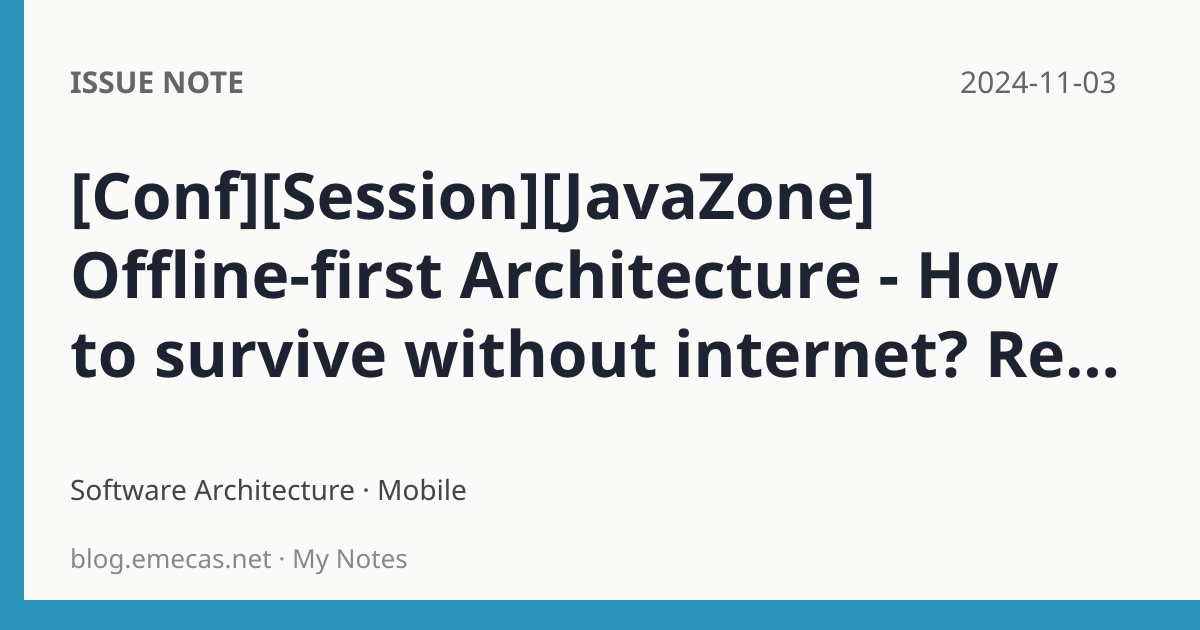 ISSUE NOTE
2024-11-03
[Conf][Session][JavaZone]
Offline-first Architecture - How
to survive without internet? Re...
Software Architecture · Mobile
blog.emecas.net · My Notes